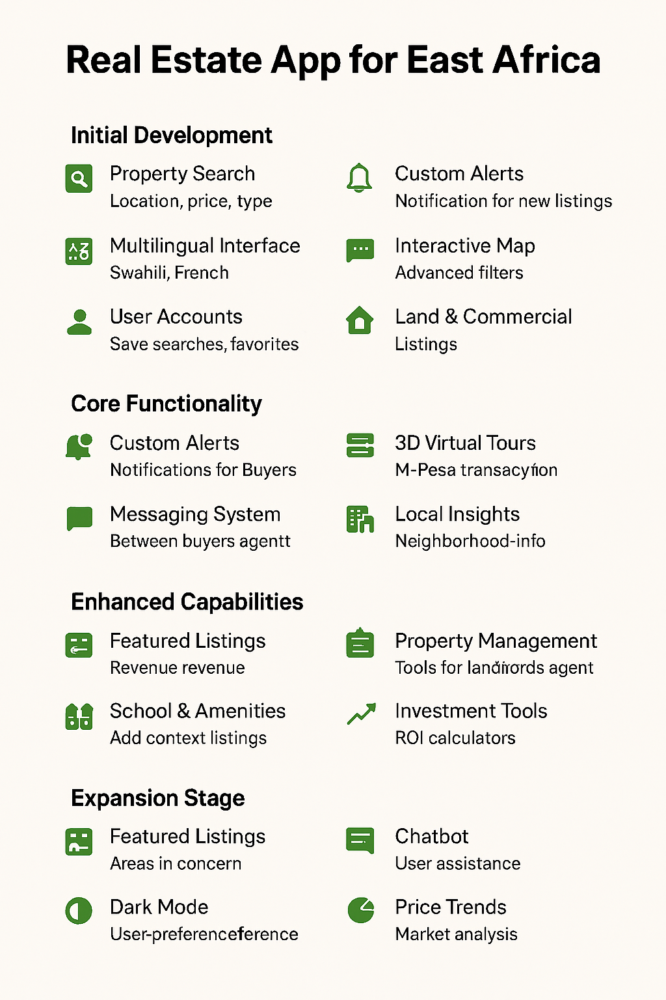 Real Estate App for East Africa
Initial Development
Property Search
Location, price, type
Custom Alerts
Notification for new listings
Multilingual Interface
Swahili, French
Interactive Map
Advanced filters
User Accounts
Save searches, favorites
Land & Commercial
Listings
Core Functionality
Custom Alerts
Notifications for Buyers
3D Virtual Tours
M-Pesa
Messaging System
Between buyers agentt
Local Insights
Neighborhood-info
Enhanced Capabilities
Featured Listings
Revenue revenue
Property Management
Tools for agent
School & Amenities
Add context listings
Investment Tools
ROI calculators
Expansion Stage
Featured Listings
Areas in concern
Chatbot
User assistance
Dark Mode
User-preferenceference
Price Trends
Market analysis